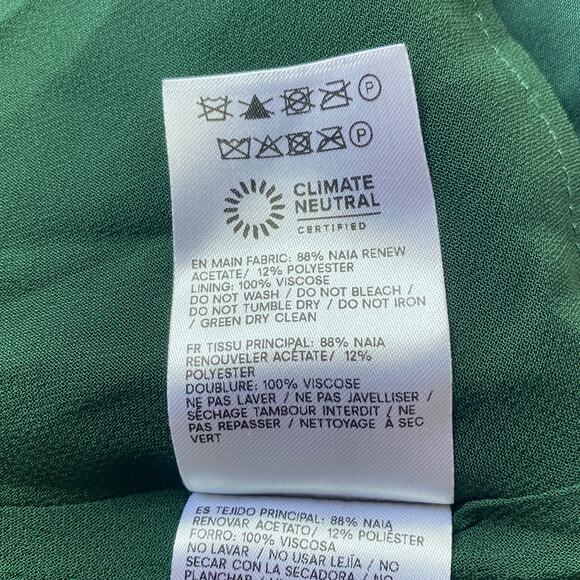 P
P
CLIMATE
NEUTRAL
CERTIFIED
EN MAIN FABRIC: 88% NAIA RENEW
ACETATE/ 12% POLYESTER
LINING: 100% VISCOSE
DO NOT WASH / DO NOT BLEACH /
DO NOT TUMBLE DRY / DO NOT IRON
/ GREEN DRY CLEAN
FR TISSU PRINCIPAL: 88% NAIA
RENOUVELER ACÉTATE/ 12%
POLYESTER
DOUBLURE: 100% VISCOSE
NE PAS LAVER / NE PAS JAVELLISER /
SÉCHAGE TAMBOUR INTERDIT / NE
PAS REPASSER / NETTOYAGE À SEC
VERT
ES TEJIDO PRINCIPAL: 88% NAIA
RENOVAR ACETATO/ 12% POLIÉSTER
FORRO: 100% VISCOSA
NO LAVAR / NO USAR LEJÍA / NO
SECAR CON LA SECADORA / NO
PLANCHAR